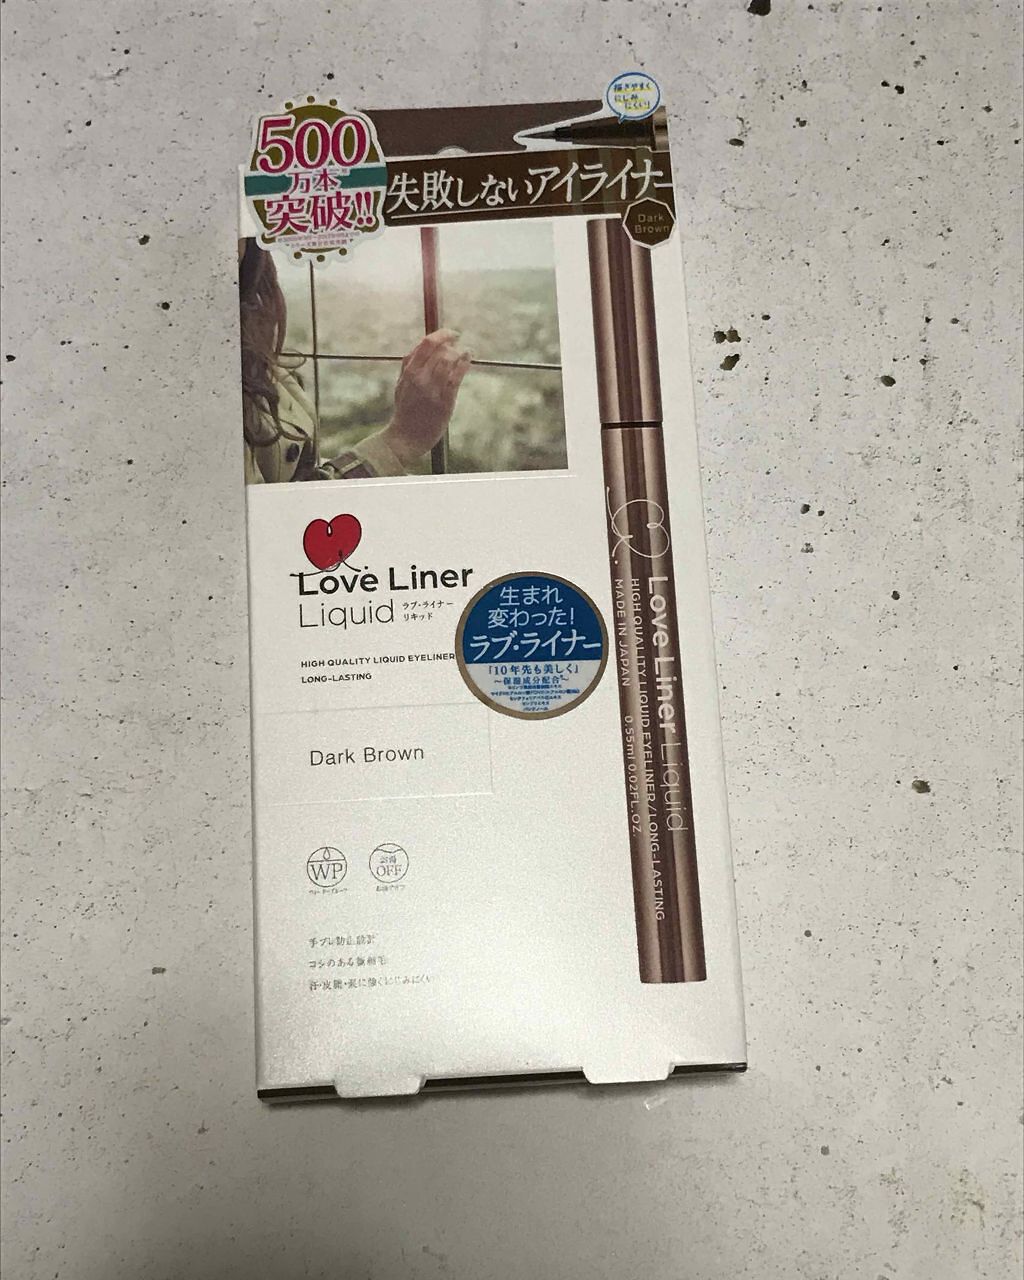 500
万本
突破!!
描きやすく
にじみ
にくい!
失敗しないアイライナー
Dark
Brown
Love Liner
Liquid ラブ・ライナー
リキッド
HIGH QUALITY LIQUID EYELINER
LONG-LASTING
生まれ
変わった!
ラブ・ライナー
「10年先も美しく」
~保湿成分配合~
Dark Brown
WP
ウォータープルーフ
お湯
OFF
お湯でオフ
手ブレ防止設計
コシのある極細毛
汗・皮脂・涙に強くにじみにくい
Love Liner Liquid
HIGH QUALITY LIQUID EYELINER/LONG-LASTING
MADE IN JAPAN 0.55ml 0.02FL.OZ.